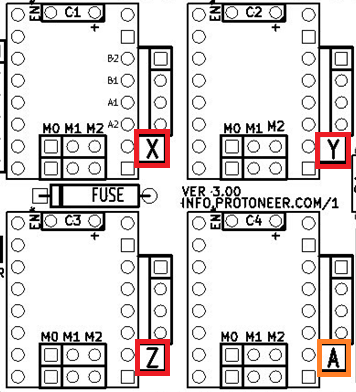 EN* C1 +
EN* C2 +
B2
B1
A1
A2
M0 M1 M2
X
M0 M1 M2
Y
FUSE
VER 3.00
INFO,PROTONEER.COM/1
EN* C3 +
EN* C4 +
M0 M1 M2
Z
M0 M1 M2
A
R